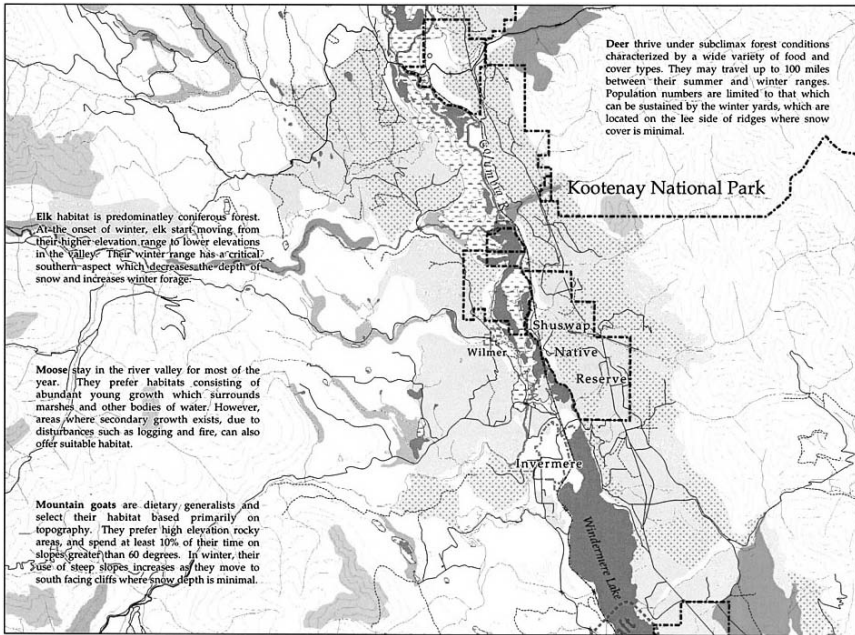 Deer thrive under subclimax forest conditions
characterized by a wide variety of food and
cover types. They may travel up to 100 miles
between their summer and winter ranges.
Population numbers are limited to that which
can be sustained by the winter yards, which are
located on the lee side of ridges where snow
cover is minimal.
Columbia R.
Kootenay National Park
Elk habitat is predominatley coniferous forest.
At the onset of winter, elk start moving from
their higher elevation range to lower elevations
in the valley. Their winter range has a critical
southern aspect which decreases the depth of
snow and increases winter forage.
Shuswap
Native
Reserve
Wilmer
Moose stay in the river valley for most of the
year. They prefer habitats consisting of
abundant young growth which surrounds
marshes and other bodies of water. However,
areas where secondary growth exists, due to
disturbances such as logging and fire, can also
offer suitable habitat.
Invermere
Windermere Lake
Mountain goats are dietary generalists and
select their habitat based primarily on
topography. They prefer high elevation rocky
areas, and spend at least 10% of their time on
slopes greater than 60 degrees. In winter, their
use of steep slopes increases as they move to
south facing cliffs where snow depth is minimal.